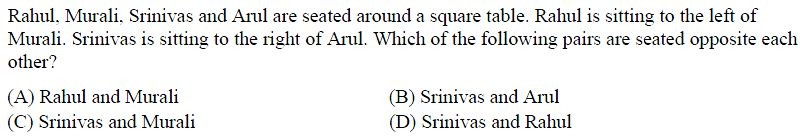 Rahul, Murali, Srinivas and Arul are seated around a square table. Rahul is sitting to the left of
Murali. Srinivas is sitting to the right of Arul. Which of the following pairs are seated opposite each
other?
(A) Rahul and Murali (B) Srinivas and Arul
(C) Srinivas and Murali (D) Srinivas and Rahul